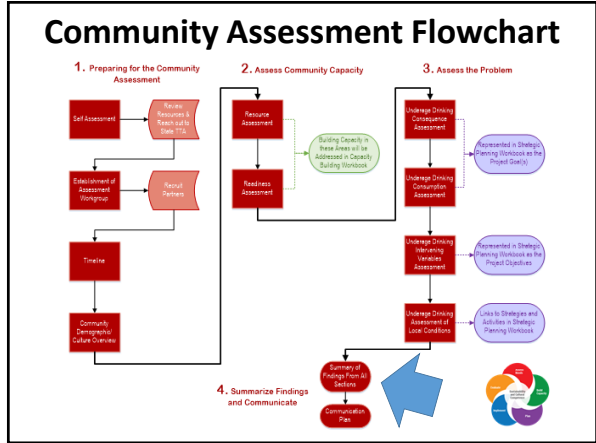 Community Assessment Flowchart
1. Preparing for the Community
Assessment
Self Assessment
Review
Resources &
Reach out to
State TTA
Establishment of
Assessment
Workgroup
Recruit
Partners
Timeline
Community
Demographic/
Culture Overview
2. Assess Community Capacity
Resource
Assessment
Building Capacity in
these Areas will be
Addressed in Capacity
Building Workbook
Readiness
Assessment
3. Assess the Problem
Underage Drinking
Consequence
Assessment
Represented in Strategic
Planning Workbook as the
Project Goal(s)
Underage Drinking
Consumption
Assessment
Underage Drinking
Intervening
Variables
Assessment
Represented in Strategic
Planning Workbook as the
Project Objectives
Underage Drinking
Assessment of
Local Conditions
Links to Strategies and
Activities in Strategic
Planning Workbook
4. Summarize Findings
and Communicate
Summary of
Findings From All
Sections
Communication
Plan